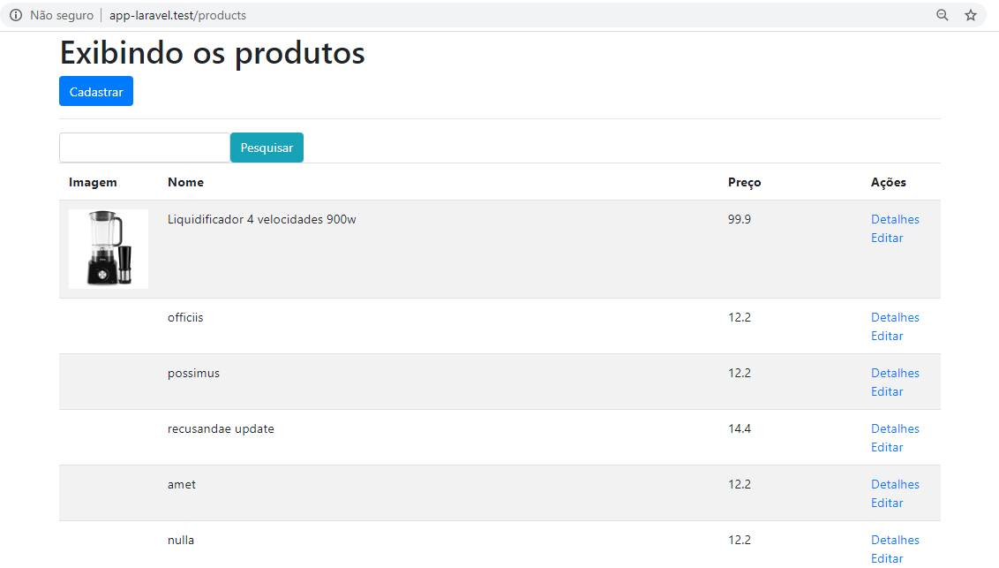 Não seguro | app-laravel.test/products
Exibindo os produtos
Cadastrar
Pesquisar
Imagem Nome Preço Ações
Liquidificador 4 velocidades 900w 99.9 Detalhes
Editar
officiis 12.2 Detalhes
Editar
possimus 12.2 Detalhes
Editar
recusandae update 14.4 Detalhes
Editar
amet 12.2 Detalhes
Editar
nulla 12.2 Detalhes
Editar